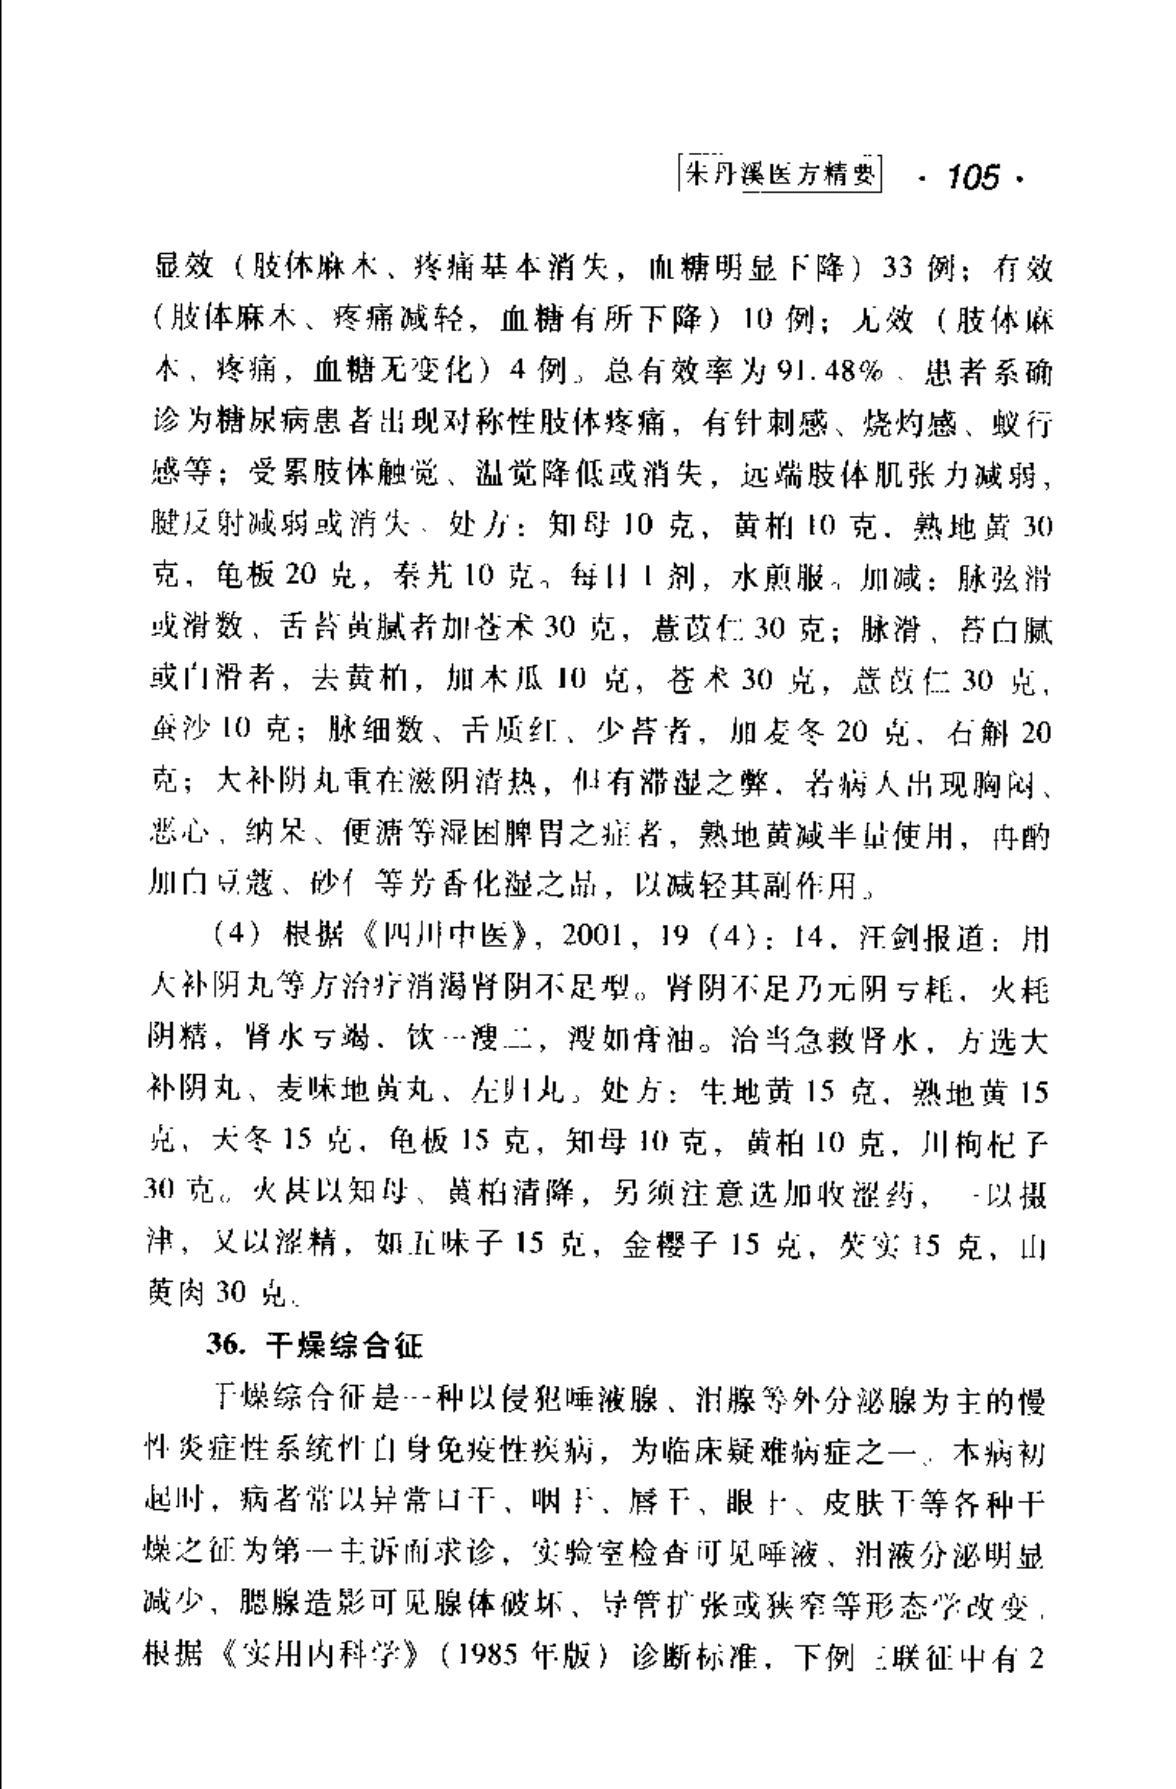 朱丹溪医方精要 · 105 ·
显效（肢体麻木、疼痛基本消失，血糖明显下降）33 例；有效
（肢体麻木、疼痛减轻，血糖有所下降）10 例；无效（肢体麻
木、疼痛，血糖无变化）4 例。总有效率为 91.48%。患者系确
诊为糖尿病患者出现对称性肢体疼痛，有针刺感、烧灼感、蚁行
感等；受累肢体触觉、温觉降低或消失，远端肢体肌张力减弱，
腱反射减弱或消失。处方：知母 10 克，黄柏 10 克，熟地黄 30
克，龟板 20 克，秦艽 10 克。每日 1 剂，水煎服。加减：脉弦滑
或滑数、舌苔黄腻者加苍术 30 克，薏苡仁 30 克；脉滑、苔白腻
或白滑者，去黄柏，加木瓜 10 克，苍术 30 克，薏苡仁 30 克，
蚕沙 10 克；脉细数、舌质红、少苔者，加麦冬 20 克，石斛 20
克；大补阴丸重在滋阴清热，但有滞湿之弊，若病人出现胸闷、
恶心、纳呆、便溏等湿困脾胃之症者，熟地黄减半量使用，再酌
加白豆蔻、砂仁等芳香化湿之品，以减轻其副作用。
（4）根据《四川中医》，2001，19（4）：14，汪剑报道：用
大补阴丸等方治疗消渴肾阴不足型。肾阴不足乃元阴亏耗，火耗
阴精，肾水亏竭，饮一溲二，溲如膏油。治当急救肾水，方选大
补阴丸、麦味地黄丸、左归丸。处方：生地黄 15 克，熟地黄 15
克，天冬 15 克，龟板 15 克，知母 10 克，黄柏 10 克，川枸杞子
30 克。火甚以知母、黄柏清降，另须注意选加收涩药，一以摄
津，又以涩精，如五味子 15 克，金樱子 15 克，芡实 15 克，山
萸肉 30 克。
36. 干燥综合征
干燥综合征是一种以侵犯唾液腺、泪腺等外分泌腺为主的慢
性炎症性系统性自身免疫性疾病，为临床疑难病症之一。本病初
起时，病者常以异常口干、咽干、唇干、眼干、皮肤干等各种干
燥之征为第一主诉而求诊，实验室检查可见唾液、泪液分泌明显
减少，腮腺造影可见腺体破坏、导管扩张或狭窄等形态学改变。
根据《实用内科学》（1985 年版）诊断标准，下例三联征中有 2